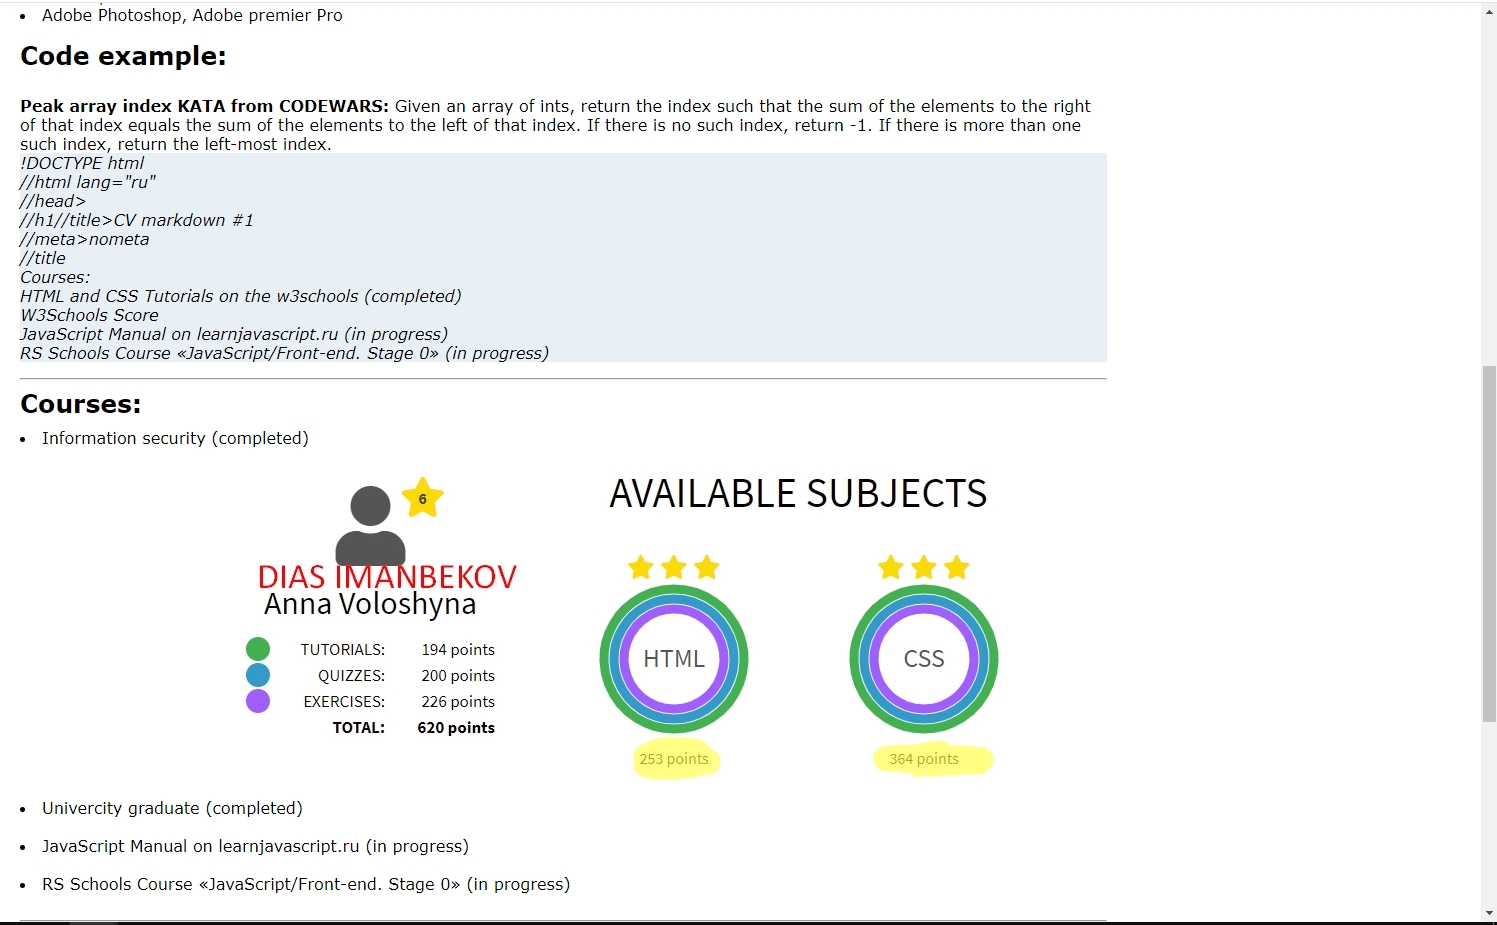 Adobe Photoshop, Adobe premier Pro
Code example:
Peak array index KATA from CODEWARS: Given an array of ints, return the index such that the sum of the elements to the right
of that index equals the sum of the elements to the left of that index. If there is no such index, return -1. If there is more than one
such index, return the left-most index.
!DOCTYPE html
//html lang="ru"
//head>
//h1//title>CV markdown #1
//meta>nometa
//title
Courses:
HTML and CSS Tutorials on the w3schools (completed)
W3Schools Score
JavaScript Manual on learnjavascript.ru (in progress)
RS Schools Course «JavaScript/Front-end. Stage 0» (in progress)
Courses:
Information security (completed)
6
DIAS IMANBEKOV
Anna Voloshyna
TUTORIALS: 194 points
QUIZZES: 200 points
EXERCISES: 226 points
TOTAL: 620 points
AVAILABLE SUBJECTS
HTML
CSS
253 points
364 points
Univercity graduate (completed)
JavaScript Manual on learnjavascript.ru (in progress)
RS Schools Course «JavaScript/Front-end. Stage 0» (in progress)